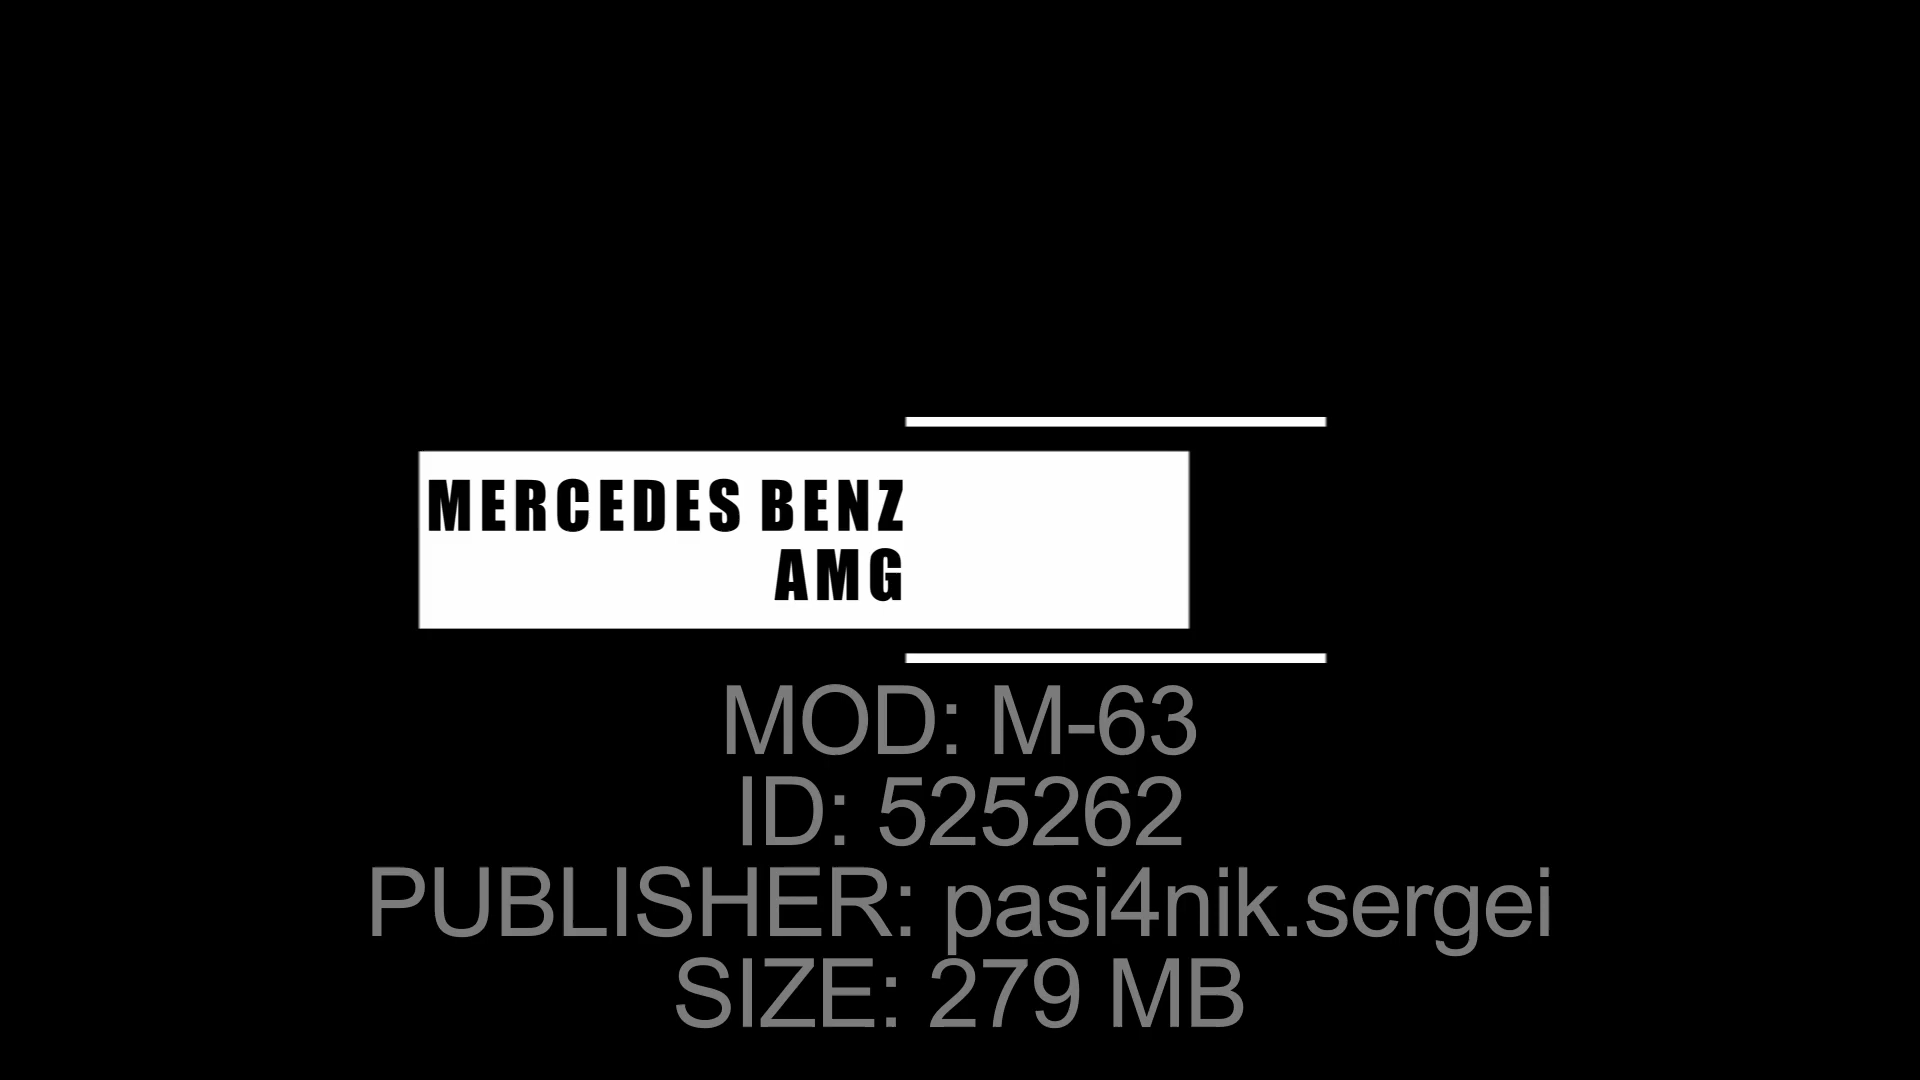 MERCEDES BENZ
AMG
MOD: M-63
ID: 525262
PUBLISHER: pasi4nik.sergei
SIZE: 279 MB